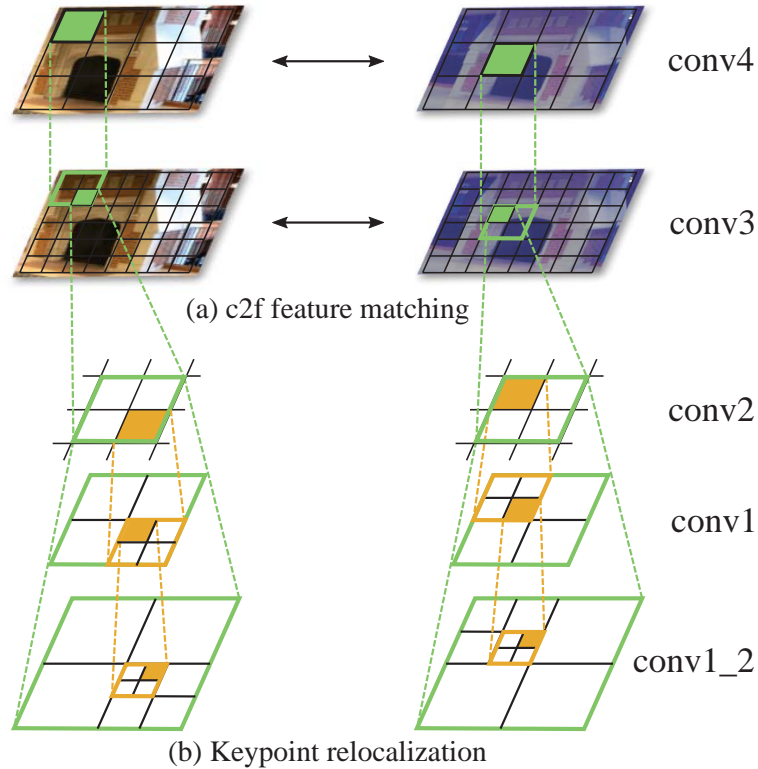 conv4
conv3
(a) c2f feature matching
conv2
conv1
conv1_2
(b) Keypoint relocalization